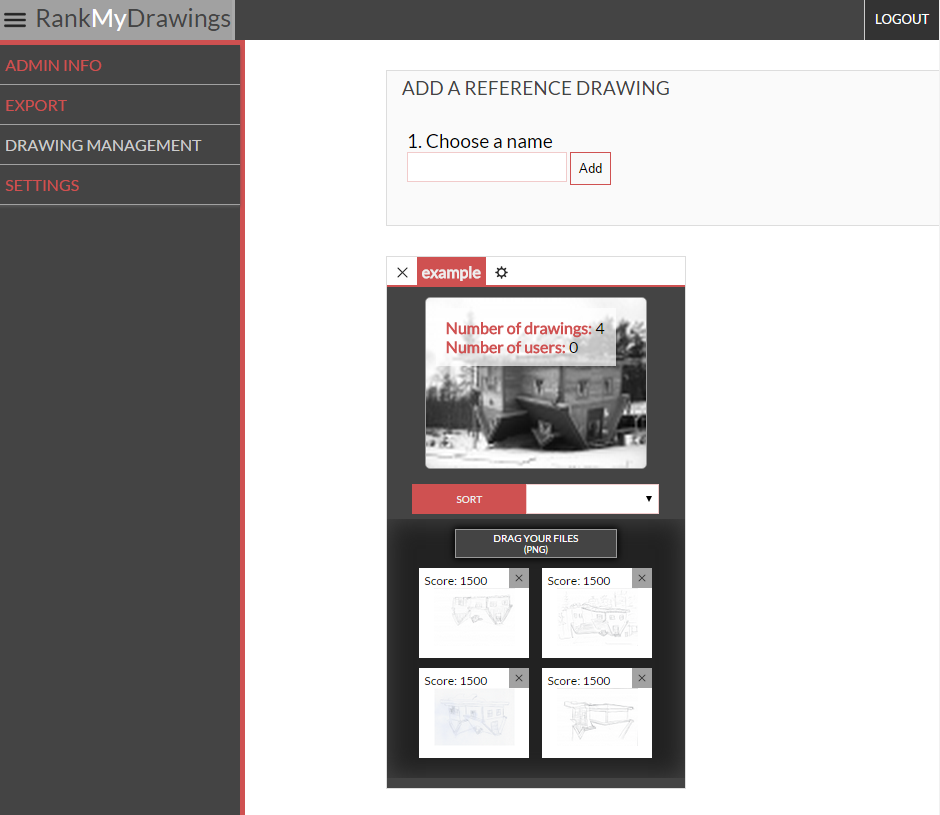 RankMyDrawings
LOGOUT
ADMIN INFO
EXPORT
DRAWING MANAGEMENT
SETTINGS
ADD A REFERENCE DRAWING
1. Choose a name
Add
example
Number of drawings: 4
Number of users: 0
SORT
DRAG YOUR FILES
(PNG)
Score: 1500
Score: 1500
Score: 1500
Score: 1500